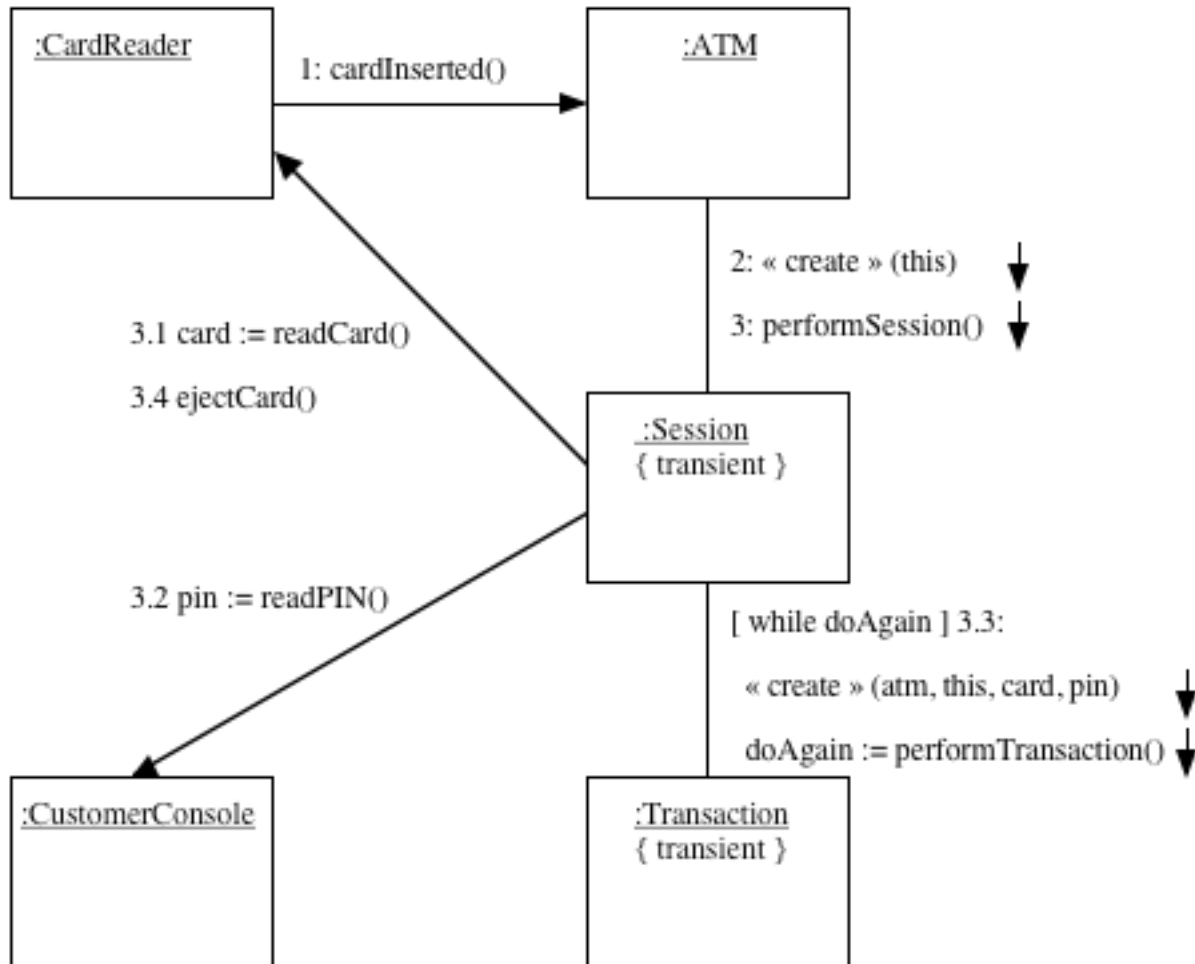 :CardReader
1: cardInserted()
:ATM
2: « create » (this)
3: performSession()
3.1 card := readCard()
3.4 ejectCard()
:Session
{ transient }
3.2 pin := readPIN()
[ while doAgain ] 3.3:
« create » (atm, this, card, pin)
doAgain := performTransaction()
:CustomerConsole
:Transaction
{ transient }